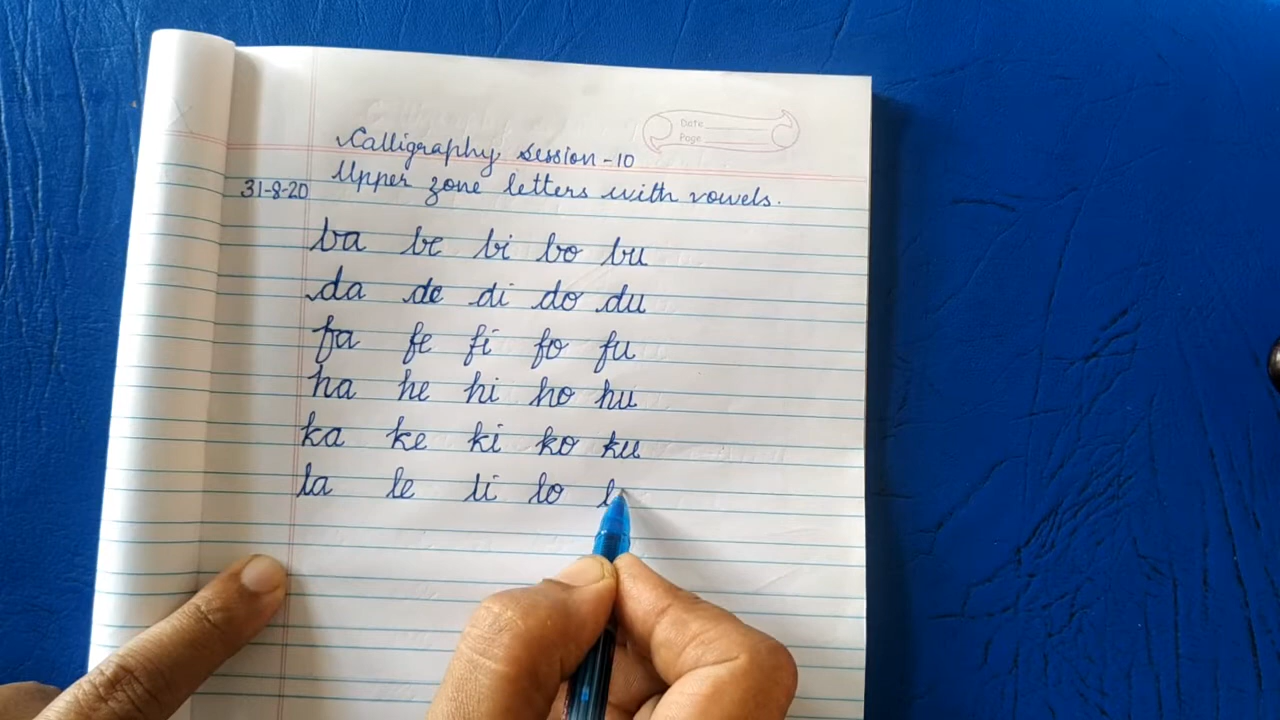 Date
Page
Calligraphy session-10
Upper zone letters with vowels.
31-8-20
ba be bi bo bu
da de di do du
fa fe fi fo fu
ha he hi ho hu
ka ke ki ko ku
la le li lo l